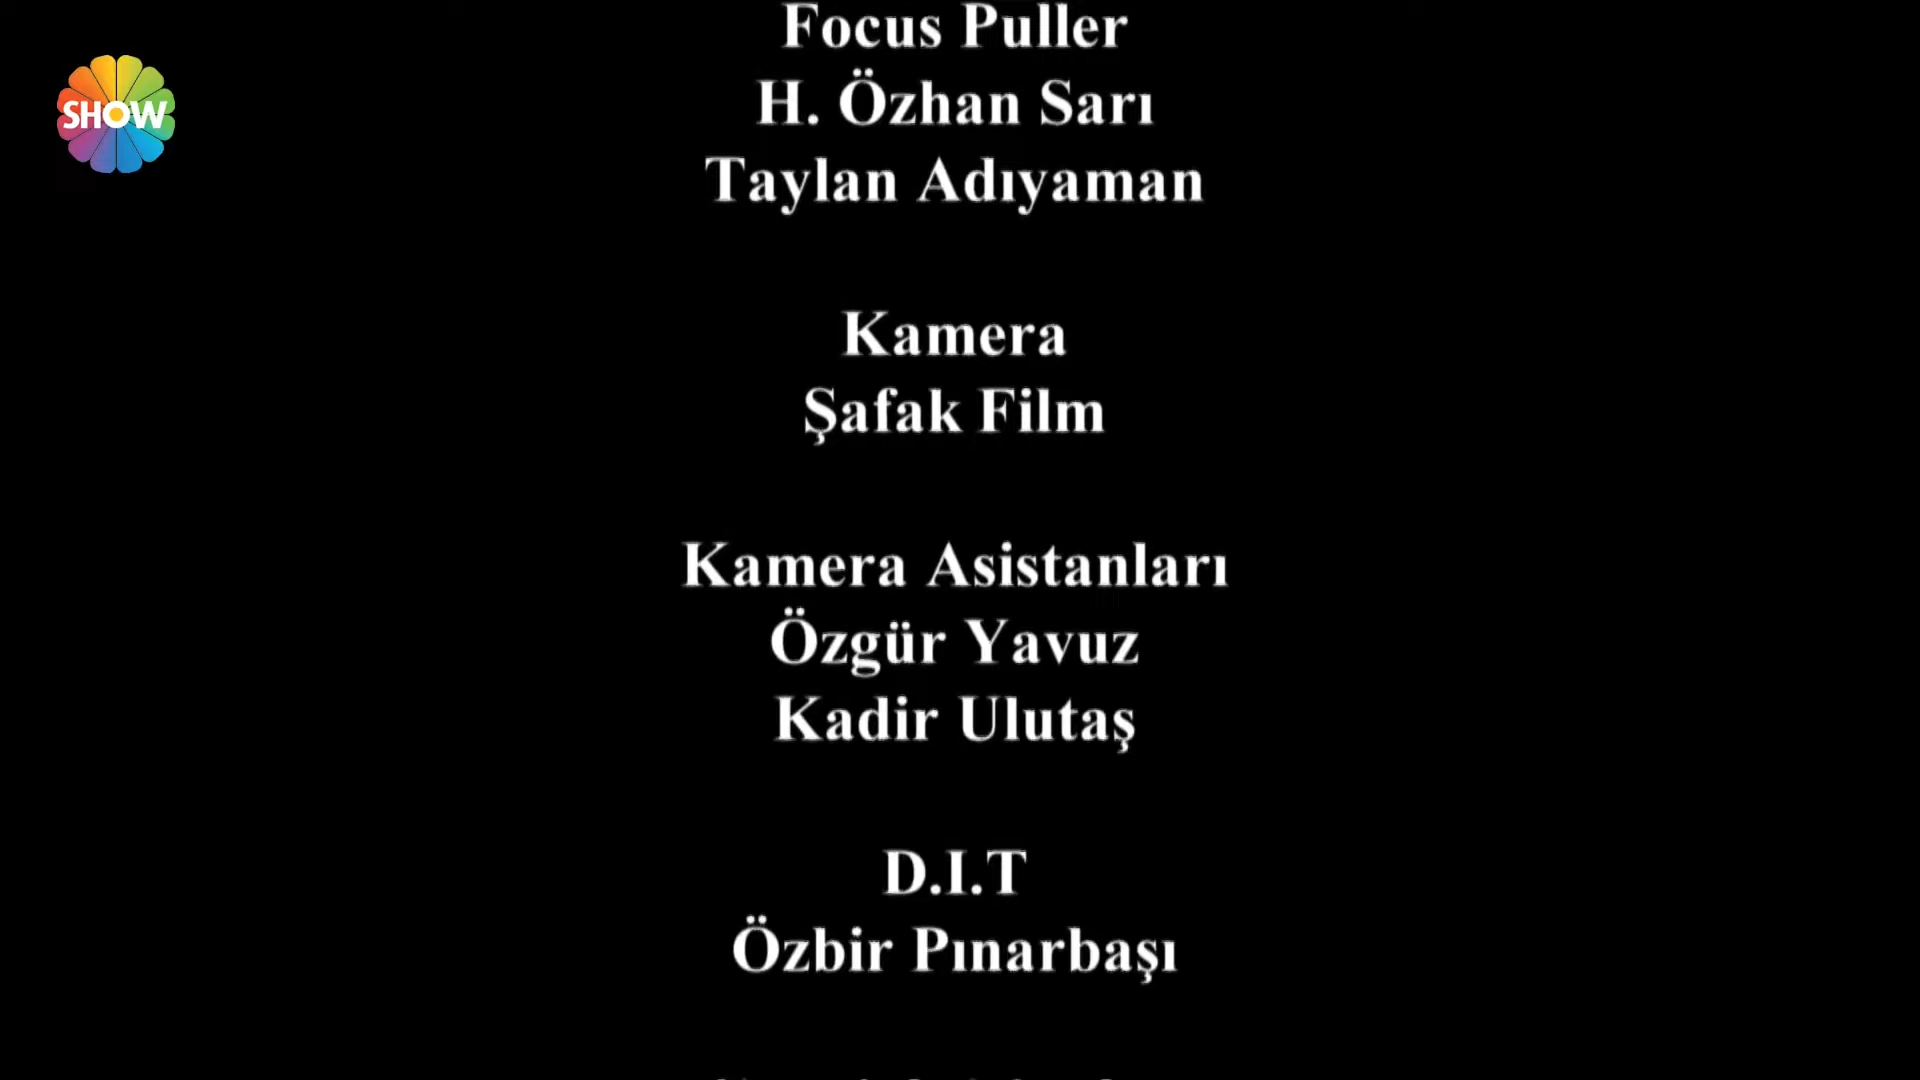 Focus Puller
SHOW
H. Özhan Sarı
Taylan Adıyaman
Kamera
Şafak Film
Kamera Asistanları
Özgür Yavuz
Kadir Ulutaş
D.I.T
Özbir Pınarbaşı